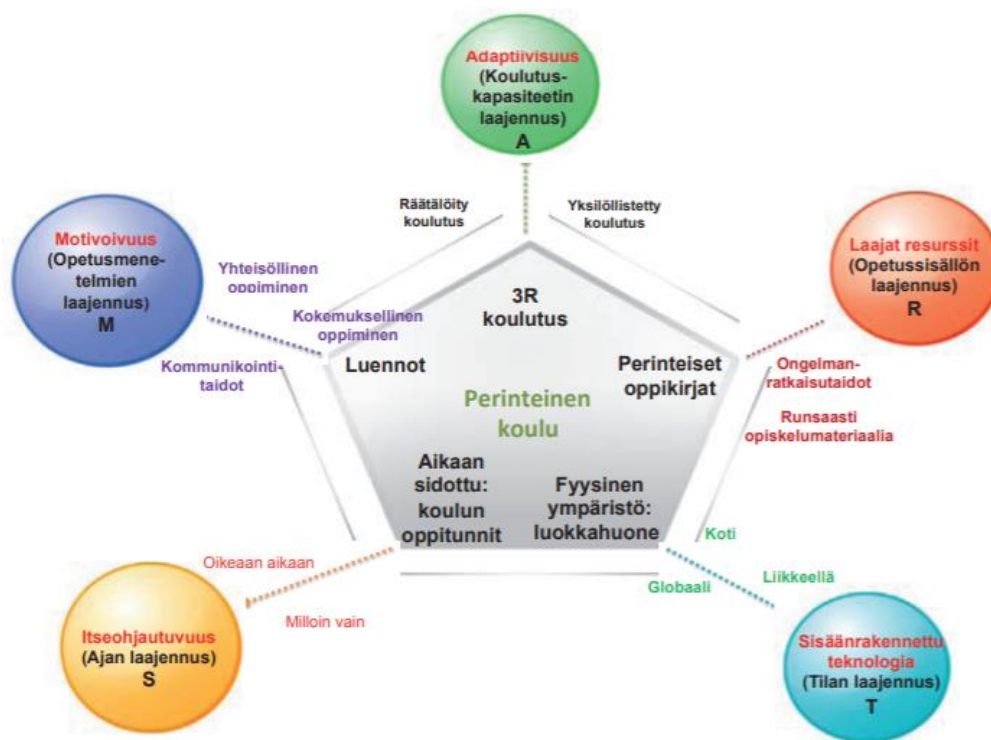 Adaptiivisuus
(Koulutus-
kapasiteetin
laajennus)
A
Räätälöity
koulutus
Yksilöllistetty
koulutus
Motivoivuus
(Opetusmene-
telmien
laajennus)
M
Yhteisöllinen
oppiminen
Kokemuksellinen
oppiminen
Kommunikointi-
taidot
Laajat resurssit
(Opetussisällön
laajennus)
R
Ongelman-
ratkaisutaidot
Runsaasti
opiskelumateriaalia
3R
koulutus
Luennot
Perinteiset
oppikirjat
Perinteinen
koulu
Aikaan
sidottu:
koulun
oppitunnit
Fyysinen
ympäristö:
luokkahuone
Oikeaan aikaan
Milloin vain
Itseohjautuvuus
(Ajan laajennus)
S
Koti
Liikkeellä
Globaali
Sisäänrakennettu
teknologia
(Tilan laajennus)
T